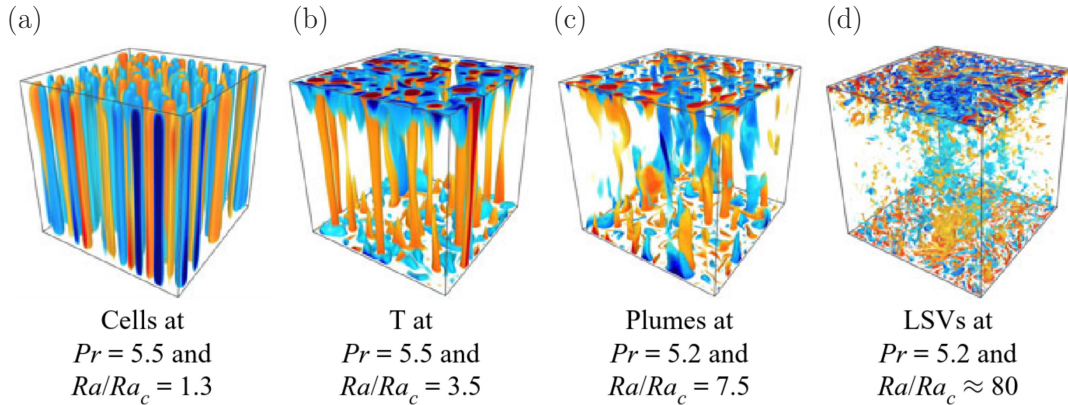 (a)
(b)
(c)
(d)
Cells at
Pr = 5.5 and
Ra/Ra_c = 1.3
T at
Pr = 5.5 and
Ra/Ra_c = 3.5
Plumes at
Pr = 5.2 and
Ra/Ra_c = 7.5
LSVs at
Pr = 5.2 and
Ra/Ra_c ≈ 80